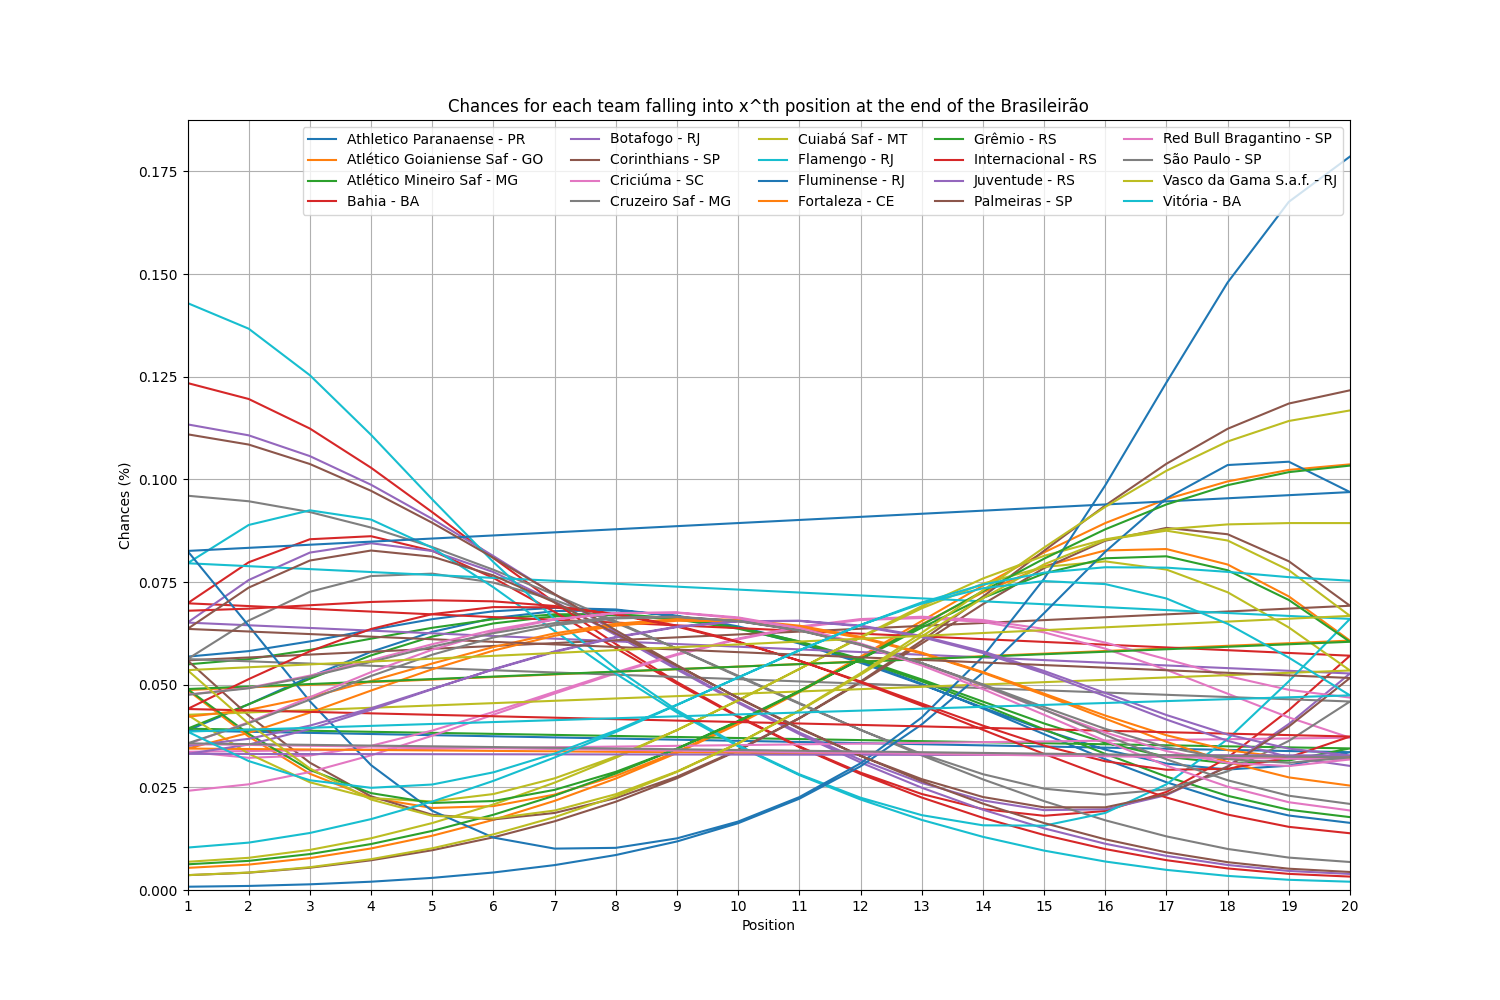 Chances for each team falling into x^th position at the end of the Brasileirão
Athletico Paranaense - PR
Atlético Goianiense Saf - GO
Atlético Mineiro Saf - MG
Bahia - BA
Botafogo - RJ
Corinthians - SP
Criciúma - SC
Cruzeiro Saf - MG
Cuiabá Saf - MT
Flamengo - RJ
Fluminense - RJ
Fortaleza - CE
Grêmio - RS
Internacional - RS
Juventude - RS
Palmeiras - SP
Red Bull Bragantino - SP
São Paulo - SP
Vasco da Gama S.a.f. - RJ
Vitória - BA
Chances (%)
0.175
0.150
0.125
0.100
0.075
0.050
0.025
0.000
1 2 3 4 5 6 7 8 9 10 11 12 13 14 15 16 17 18 19 20
Position